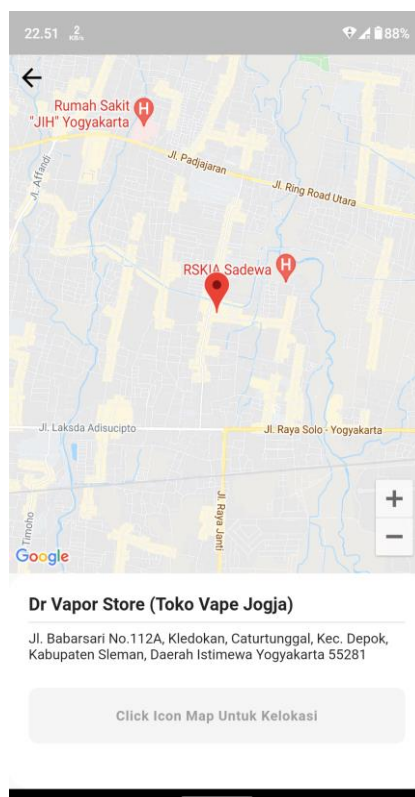 22.51 2 KB/s 88%
Rumah Sakit
"JIH" Yogyakarta
Jl. Padjajaran
Jl. Ring Road Utara
Jl. Affandi
RSKIA Sadewa
Jl. Laksda Adisucipto
Jl. Raya Solo - Yogyakarta
Jl. Raya Janti
Timoho
+
−
Google
Dr Vapor Store (Toko Vape Jogja)
Jl. Babarsari No.112A, Kledokan, Caturtunggal, Kec. Depok,
Kabupaten Sleman, Daerah Istimewa Yogyakarta 55281
Click Icon Map Untuk Kelokasi